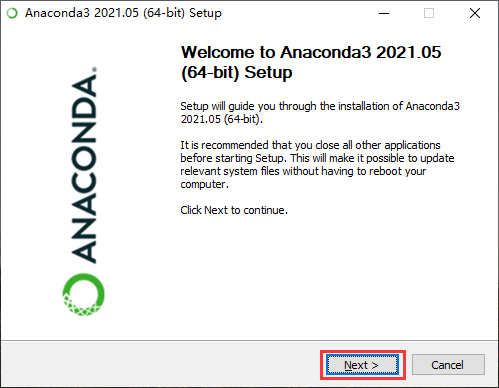 Anaconda3 2021.05 (64-bit) Setup
ANACONDA.
Welcome to Anaconda3 2021.05
(64-bit) Setup
Setup will guide you through the installation of Anaconda3
2021.05 (64-bit).
It is recommended that you close all other applications
before starting Setup. This will make it possible to update
relevant system files without having to reboot your
computer.
Click Next to continue.
Next >
Cancel